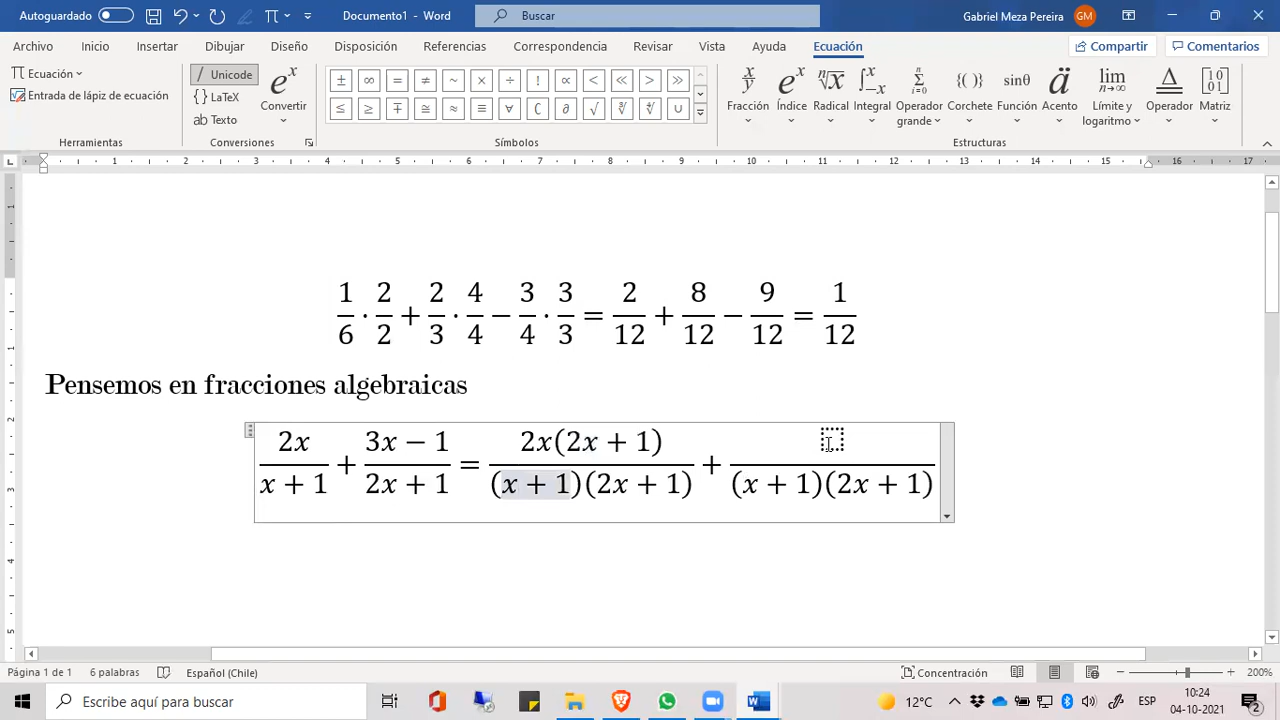 Autoguardado
Documento1 - Word
Buscar
Gabriel Meza Pereira
GM
Archivo Inicio Insertar Dibujar Diseño Disposición Referencias Correspondencia Revisar Vista Ayuda Ecuación
Compartir Comentarios
Ecuación
Entrada de lápiz de ecuación
Herramientas
Unicode
LaTeX
ab Texto
Convertir
Conversiones
± ∞ = ≠ ~ × ÷ ! ∝ < ≪ > ≫
≤ ≥ ∓ ≅ ≈ ≡ ∀ ∁ ∂ √ ∛ ∜ ∪
Símbolos
Fracción Índice Radical Integral Operador grande Corchete Función Acento Límite y logaritmo Operador Matriz
Estructuras
1/6 · 2/2 + 2/3 · 4/4 − 3/4 · 3/3 = 2/12 + 8/12 − 9/12 = 1/12
Pensemos en fracciones algebraicas
2x/(x + 1) + (3x − 1)/(2x + 1) = 2x(2x + 1)/((x + 1)(2x + 1)) + /((x + 1)(2x + 1))
Página 1 de 1 6 palabras Español (Chile)
Concentración
200%
Escribe aquí para buscar
12°C
ESP
10:24
04-10-2021
2